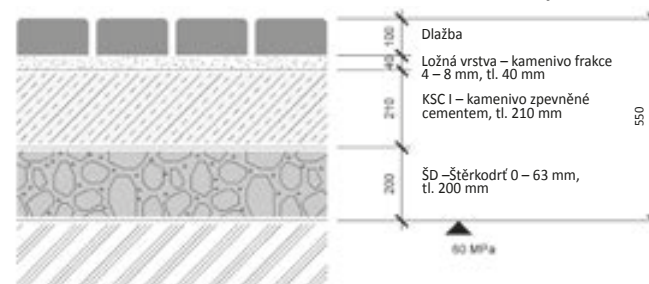 100
Dlažba
40
Ložná vrstva – kamenivo frakce
4 – 8 mm, tl. 40 mm
210
KSC I – kamenivo zpevněné
cementem, tl. 210 mm
550
200
ŠD –Štěrkodrť 0 – 63 mm,
tl. 200 mm
60 MPa